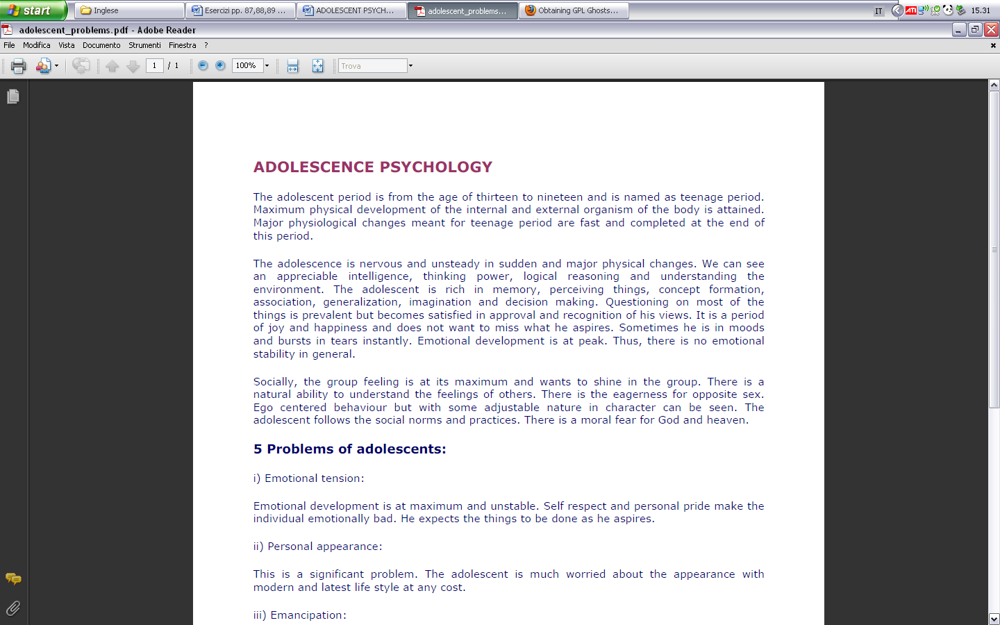 start
Inglese
Esercizi pp. 87,88,89 ...
ADOLESCENT PSYCH...
adolescent_problems...
Obtaining GPL Ghosts...
IT
ATI
15.31
adolescent_problems.pdf - Adobe Reader
File Modifica Vista Documento Strumenti Finestra ?
1 / 1
100%
Trova
ADOLESCENCE PSYCHOLOGY
The adolescent period is from the age of thirteen to nineteen and is named as teenage period.
Maximum physical development of the internal and external organism of the body is attained.
Major physiological changes meant for teenage period are fast and completed at the end of
this period.
The adolescence is nervous and unsteady in sudden and major physical changes. We can see
an appreciable intelligence, thinking power, logical reasoning and understanding the
environment. The adolescent is rich in memory, perceiving things, concept formation,
association, generalization, imagination and decision making. Questioning on most of the
things is prevalent but becomes satisfied in approval and recognition of his views. It is a period
of joy and happiness and does not want to miss what he aspires. Sometimes he is in moods
and bursts in tears instantly. Emotional development is at peak. Thus, there is no emotional
stability in general.
Socially, the group feeling is at its maximum and wants to shine in the group. There is a
natural ability to understand the feelings of others. There is the eagerness for opposite sex.
Ego centered behaviour but with some adjustable nature in character can be seen. The
adolescent follows the social norms and practices. There is a moral fear for God and heaven.
5 Problems of adolescents:
i) Emotional tension:
Emotional development is at maximum and unstable. Self respect and personal pride make the
individual emotionally bad. He expects the things to be done as he aspires.
ii) Personal appearance:
This is a significant problem. The adolescent is much worried about the appearance with
modern and latest life style at any cost.
iii) Emancipation: